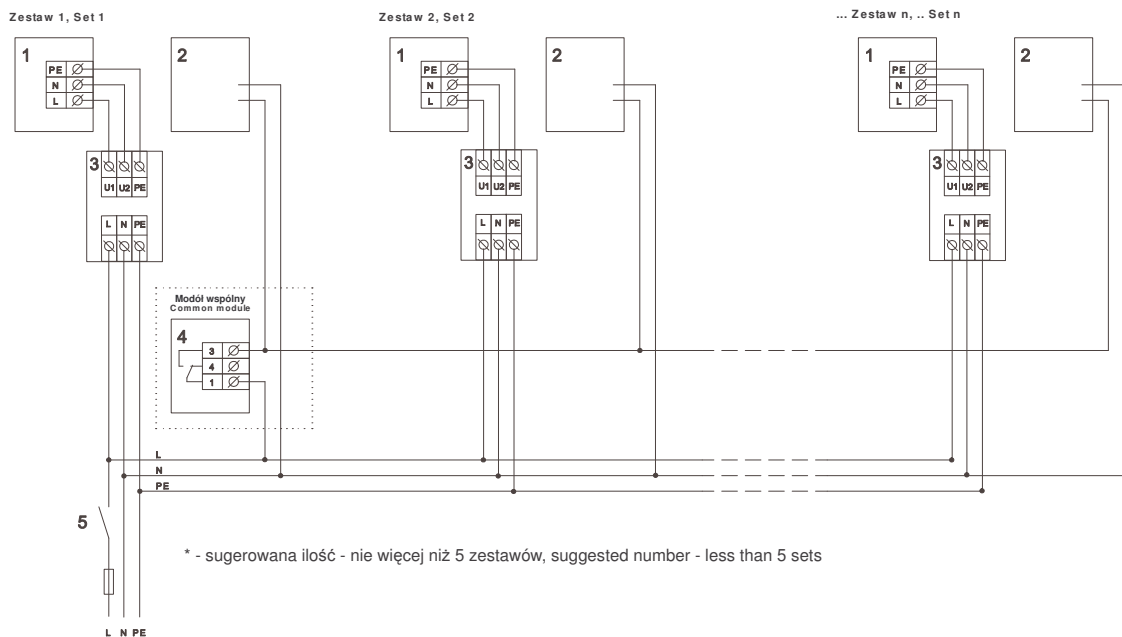 Zestaw 1, Set 1
Zestaw 2, Set 2
... Zestaw n, .. Set n
1
PE
N
L
2
1
PE
N
L
2
1
PE
N
L
2
3
U1 U2 PE
L N PE
3
U1 U2 PE
L N PE
3
U1 U2 PE
L N PE
Modół wspólny
Common module
4
3
4
1
L
N
PE
5
* - sugerowana ilość - nie więcej niż 5 zestawów, suggested number - less than 5 sets
L N PE